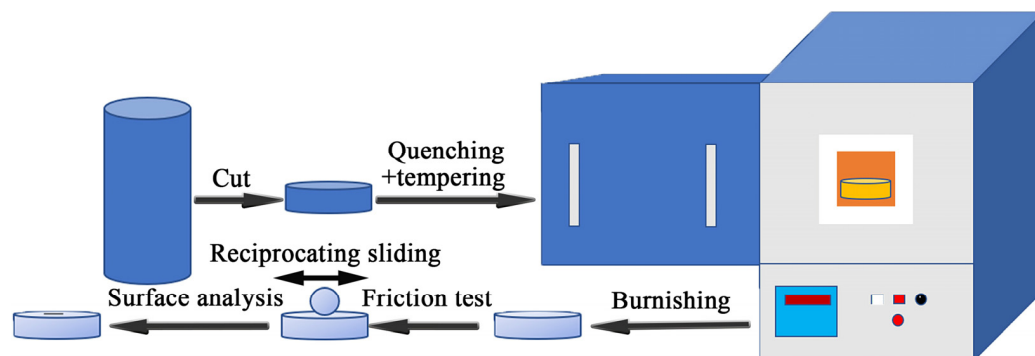 Cut
Quenching
+tempering
Reciprocating sliding
Surface analysis
Friction test
Burnishing